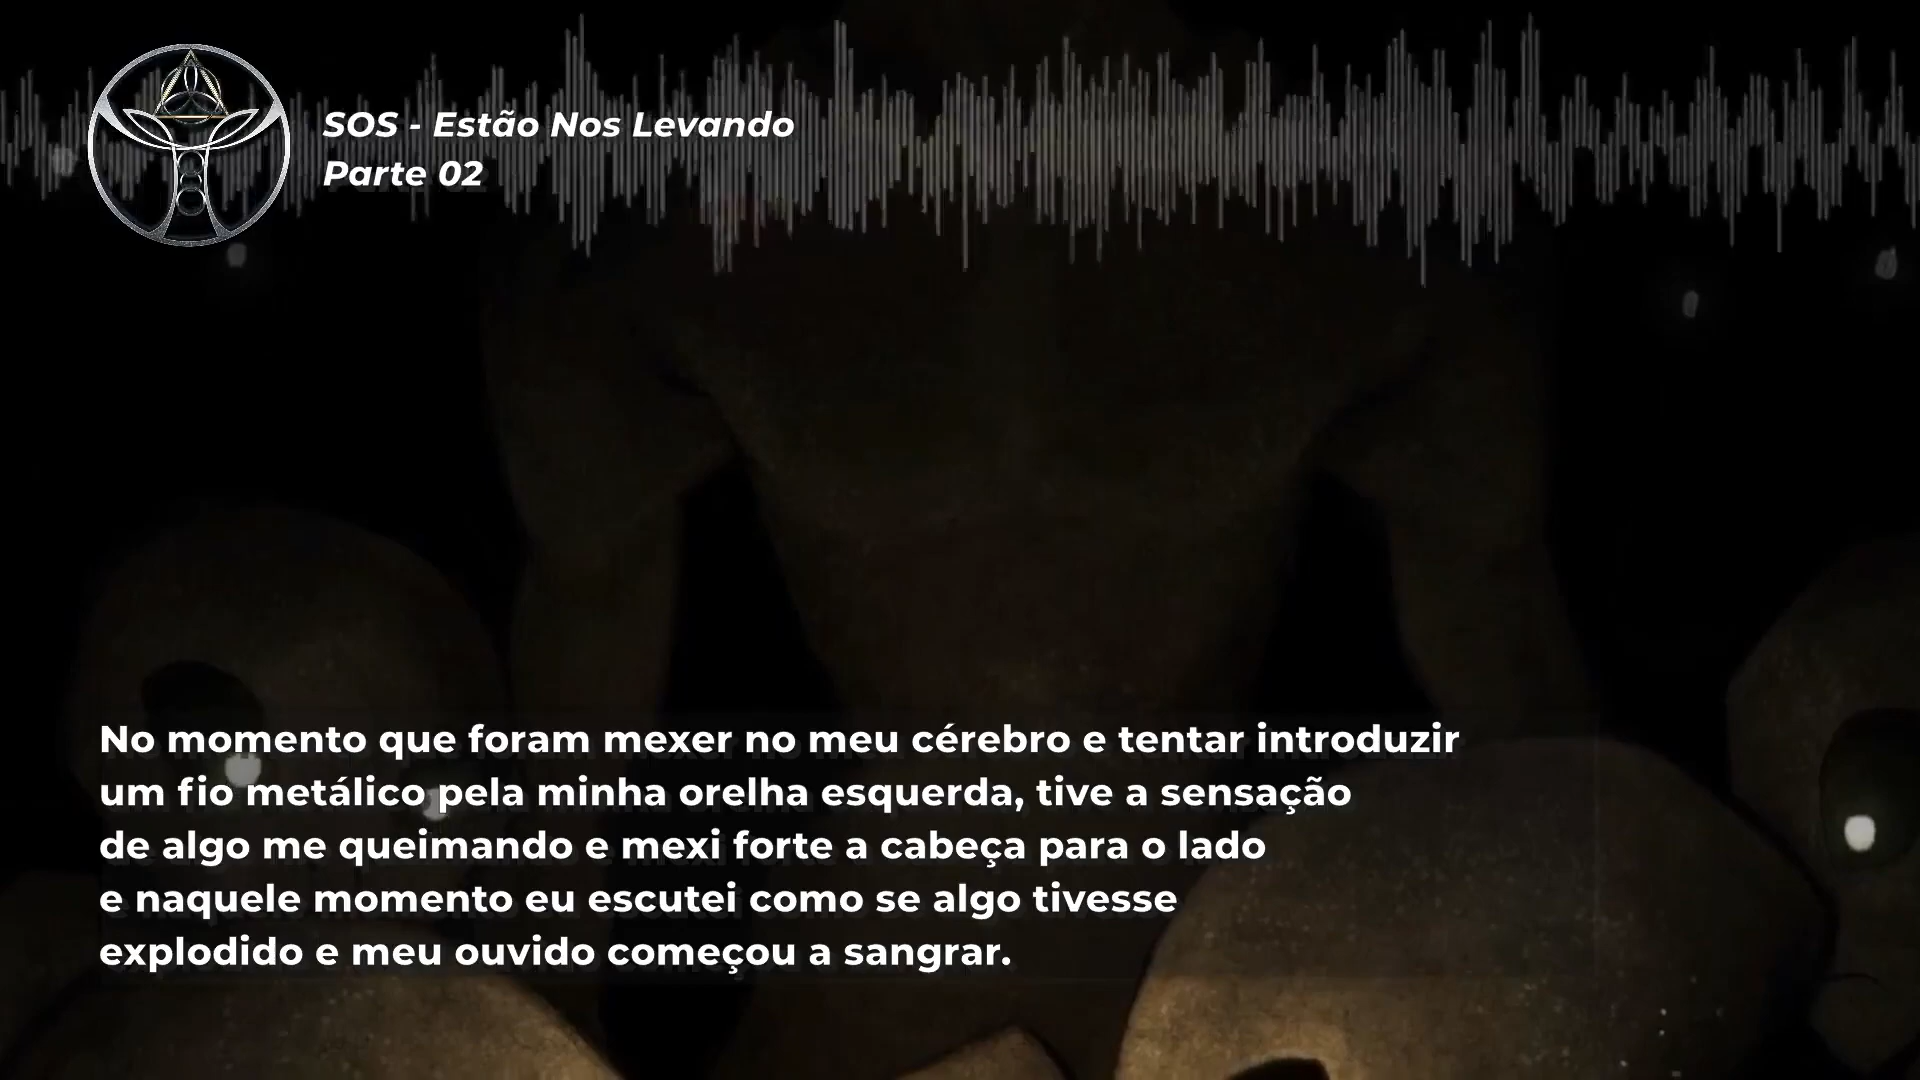 SOS - Estão Nos Levando
Parte 02
No momento que foram mexer no meu cérebro e tentar introduzir
um fio metálico pela minha orelha esquerda, tive a sensação
de algo me queimando e mexi forte a cabeça para o lado
e naquele momento eu escutei como se algo tivesse
explodido e meu ouvido começou a sangrar.